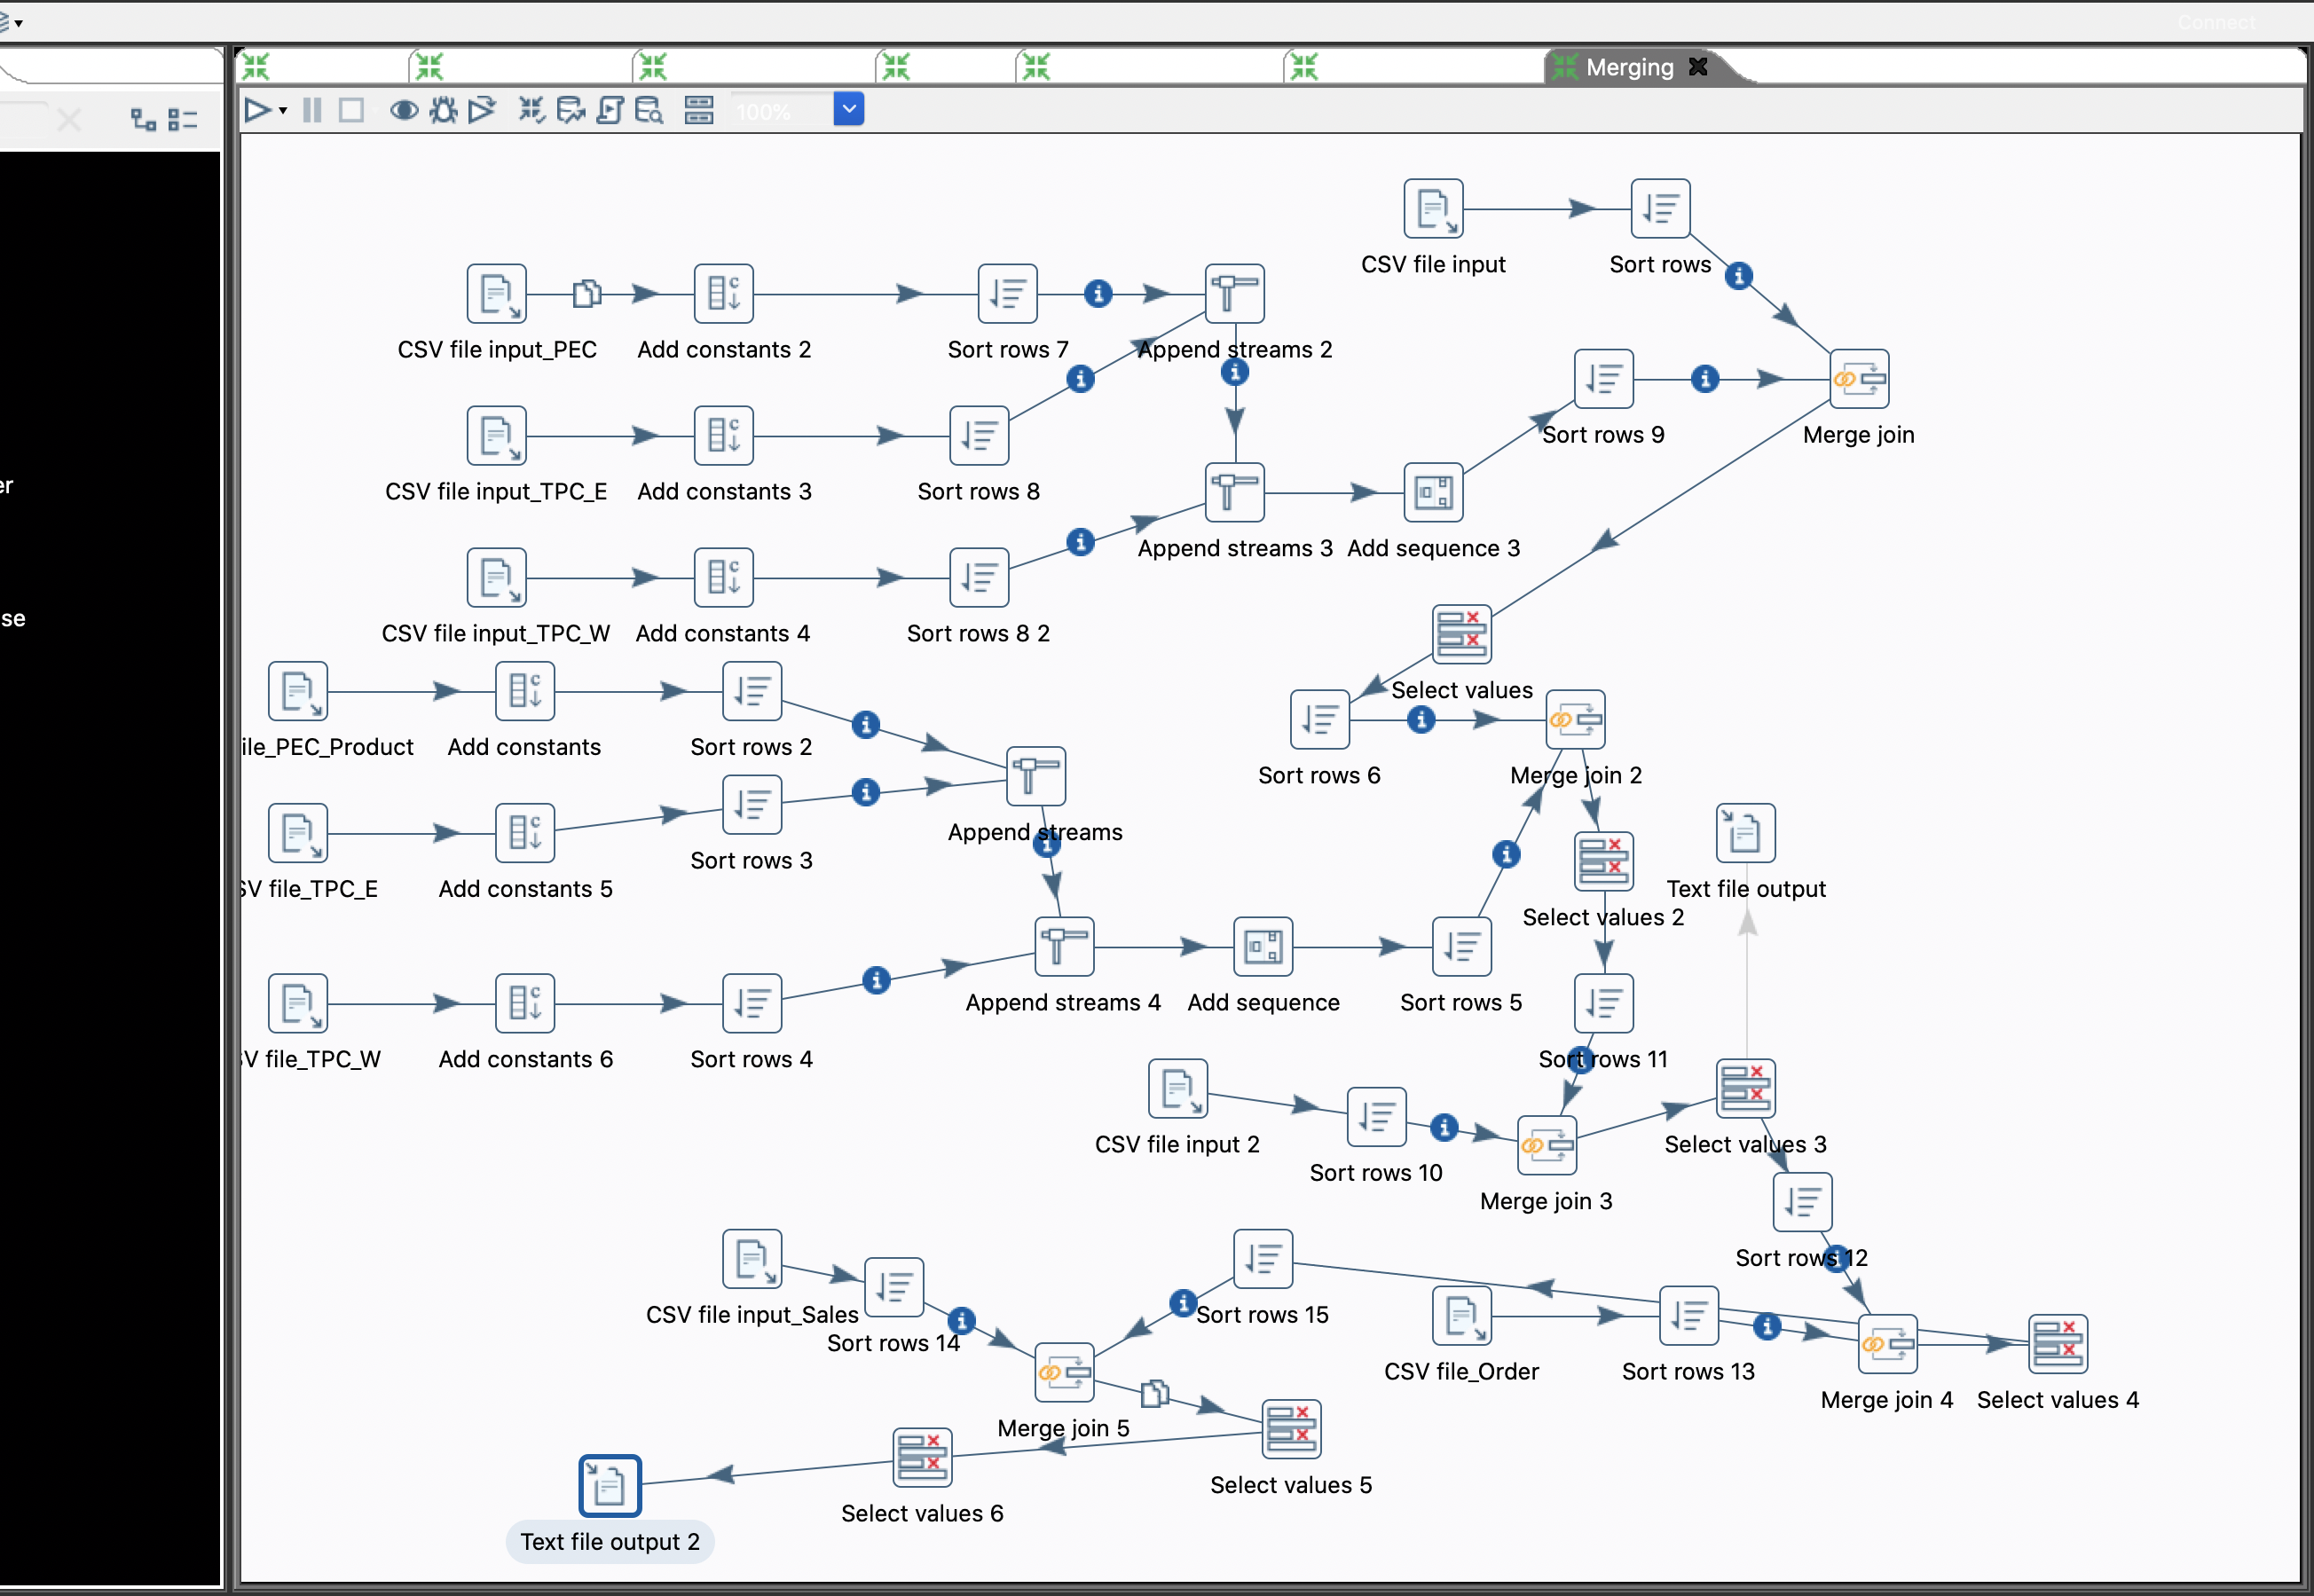 Connect
Merging
100%
CSV file input
Sort rows
CSV file input_PEC
Add constants 2
Sort rows 7
Append streams 2
Sort rows 9
Merge join
CSV file input_TPC_E
Add constants 3
Sort rows 8
Append streams 3
Add sequence 3
er
se
CSV file input_TPC_W
Add constants 4
Sort rows 8 2
Select values
ile_PEC_Product
Add constants
Sort rows 2
Sort rows 6
Merge join 2
Append streams
Sort rows 3
SV file_TPC_E
Add constants 5
Text file output
Select values 2
Append streams 4
Add sequence
Sort rows 5
SV file_TPC_W
Add constants 6
Sort rows 4
Sort rows 11
CSV file input 2
Sort rows 10
Select values 3
Merge join 3
Sort rows 12
CSV file input_Sales
Sort rows 14
Sort rows 15
CSV file_Order
Sort rows 13
Merge join 4
Select values 4
Merge join 5
Select values 5
Select values 6
Text file output 2